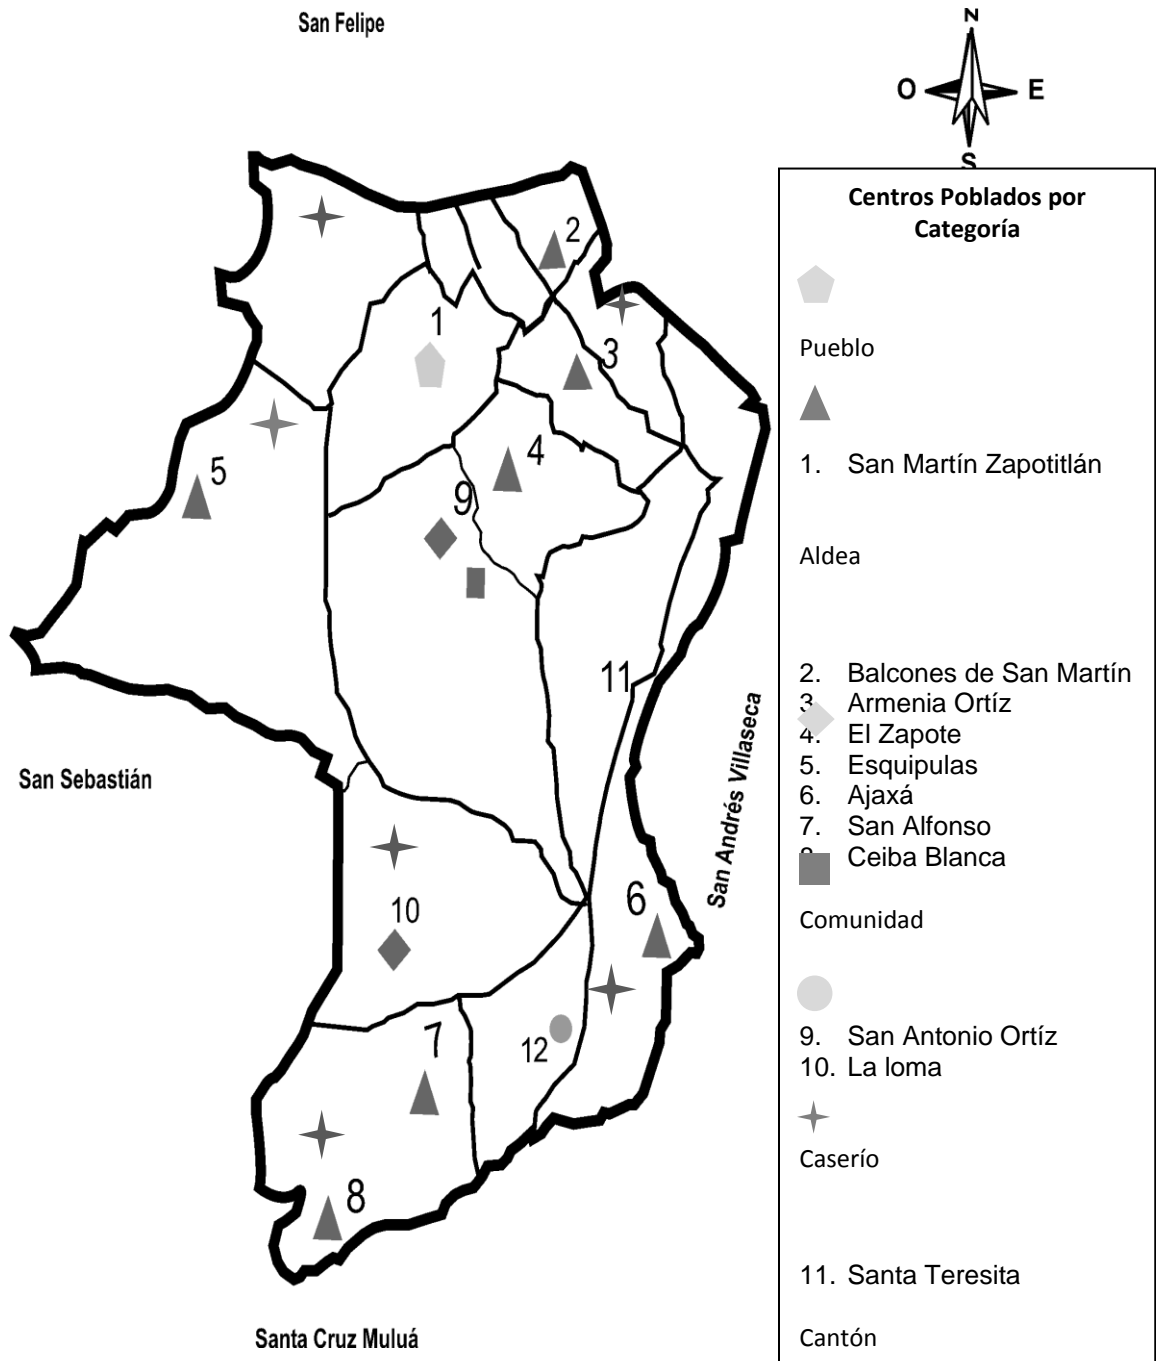 San Felipe
N
O
E
S
Centros Poblados por
Categoría
Pueblo
1. San Martín Zapotitlán
Aldea
2. Balcones de San Martín
3. Armenia Ortíz
4. El Zapote
5. Esquipulas
6. Ajaxá
7. San Alfonso
8. Ceiba Blanca
Comunidad
9. San Antonio Ortíz
10. La loma
Caserío
11. Santa Teresita
Cantón
2
1
3
4
5
9
11
San Andrés Villaseca
San Sebastián
6
10
7
12
8
Santa Cruz Muluá